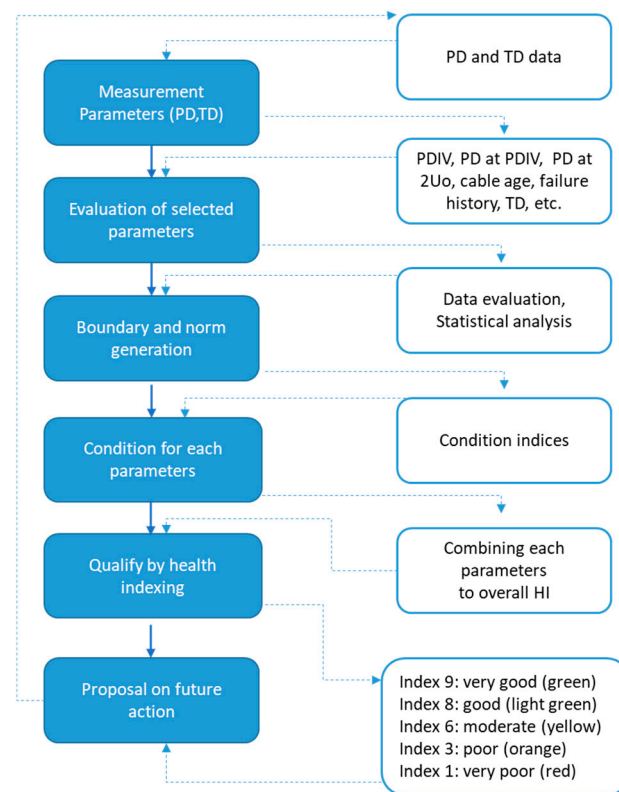 PD and TD data
Measurement
Parameters (PD,TD)
PDIV, PD at PDIV, PD at
2Uo, cable age, failure
history, TD, etc.
Evaluation of selected
parameters
Data evaluation,
Statistical analysis
Boundary and norm
generation
Condition indices
Condition for each
parameters
Combining each
parameters
to overall HI
Qualify by health
indexing
Proposal on future
action
Index 9: very good (green)
Index 8: good (light green)
Index 6: moderate (yellow)
Index 3: poor (orange)
Index 1: very poor (red)